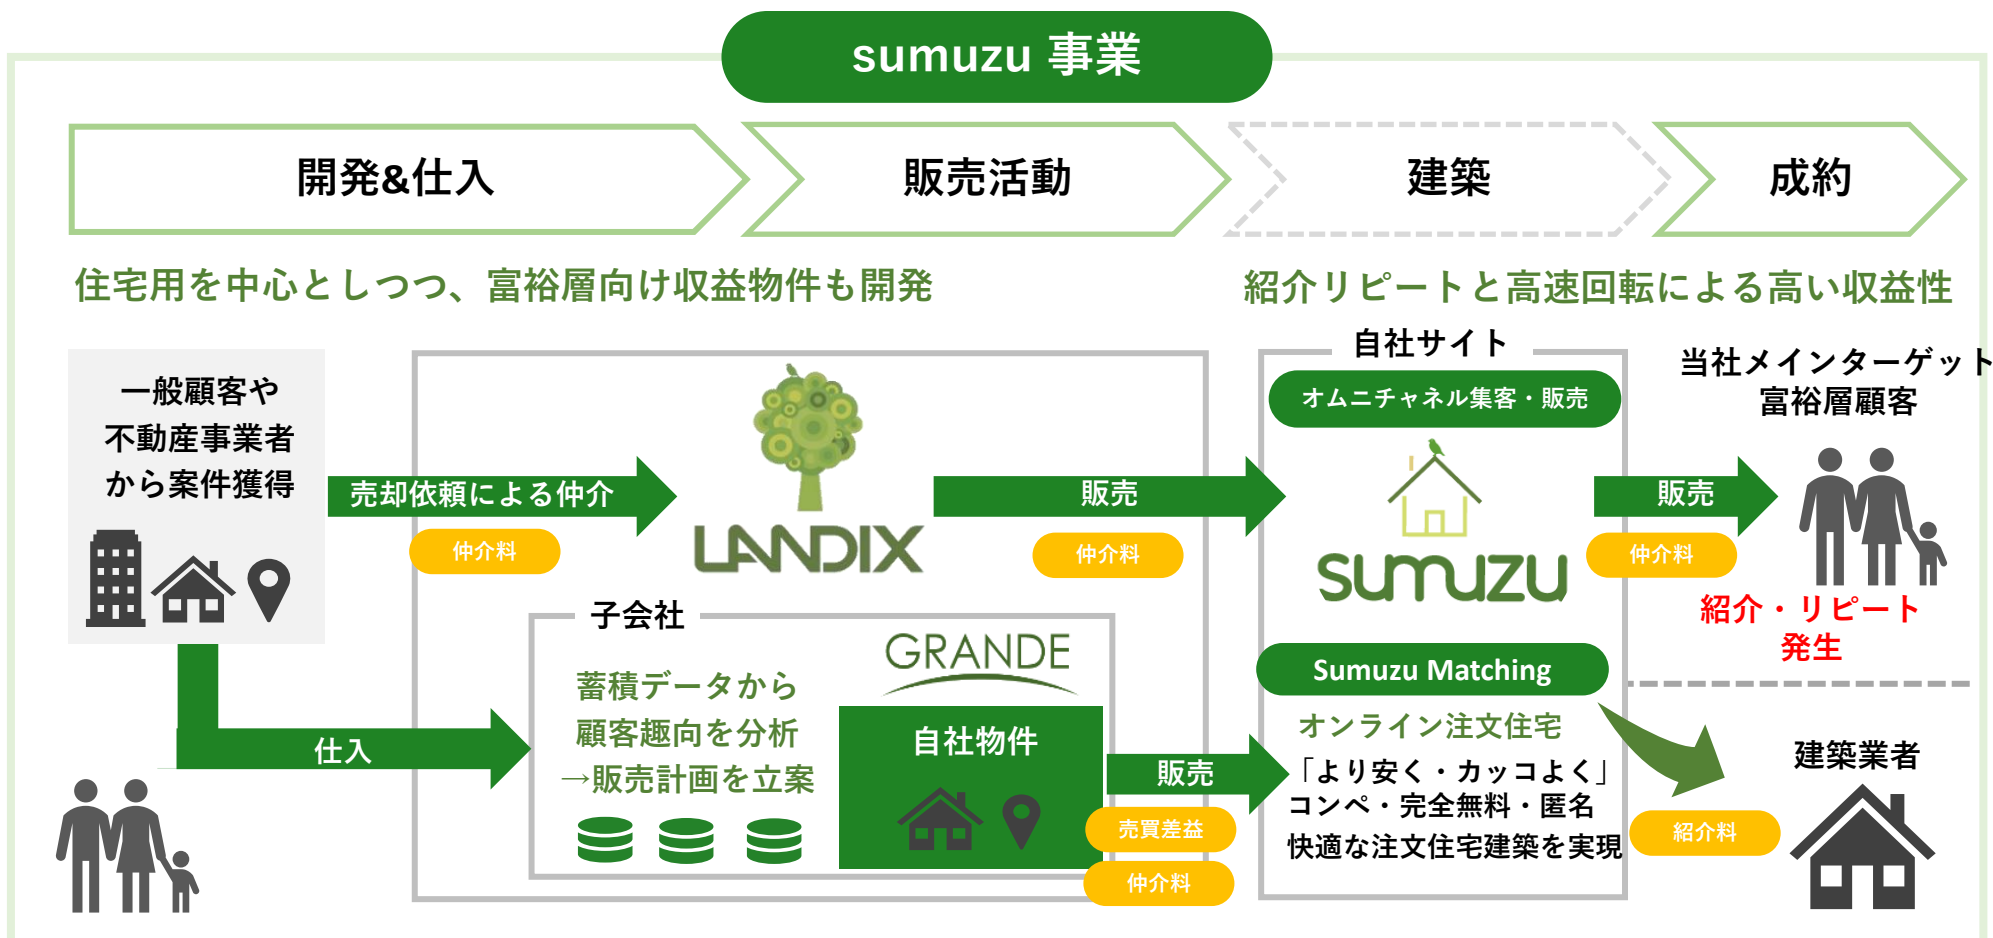 sumuzu 事業
開発&仕入
販売活動
建築
成約
住宅用を中心としつつ、富裕層向け収益物件も開発
紹介リピートと高速回転による高い収益性
一般顧客や
不動産事業者
から案件獲得
売却依頼による仲介
仲介料
LANDIX
販売
仲介料
自社サイト
オムニチャネル集客・販売
sumuzu
販売
仲介料
当社メインターゲット
富裕層顧客
紹介・リピート
発生
仕入
子会社
蓄積データから
顧客趣向を分析
→販売計画を立案
GRANDE
自社物件
販売
売買差益
仲介料
Sumuzu Matching
オンライン注文住宅
「より安く・カッコよく」
コンペ・完全無料・匿名
快適な注文住宅建築を実現
紹介料
建築業者